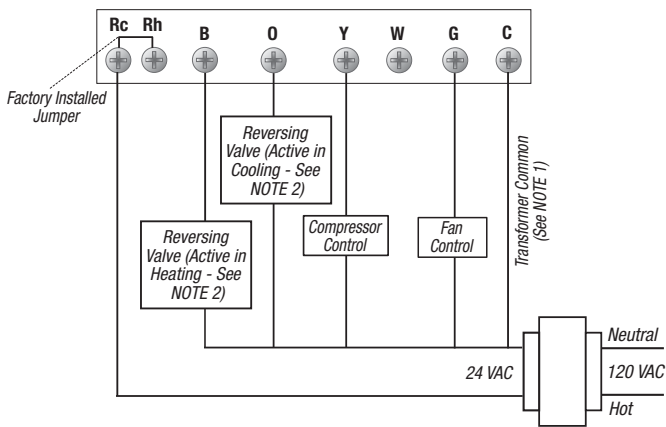 Rc Rh B O Y W G C
Factory Installed
Jumper
Reversing
Valve (Active in
Cooling - See
NOTE 2)
Reversing
Valve (Active in
Heating - See
NOTE 2)
Compressor
Control
Fan
Control
Transformer Common
(See NOTE 1)
24 VAC
Neutral
120 VAC
Hot